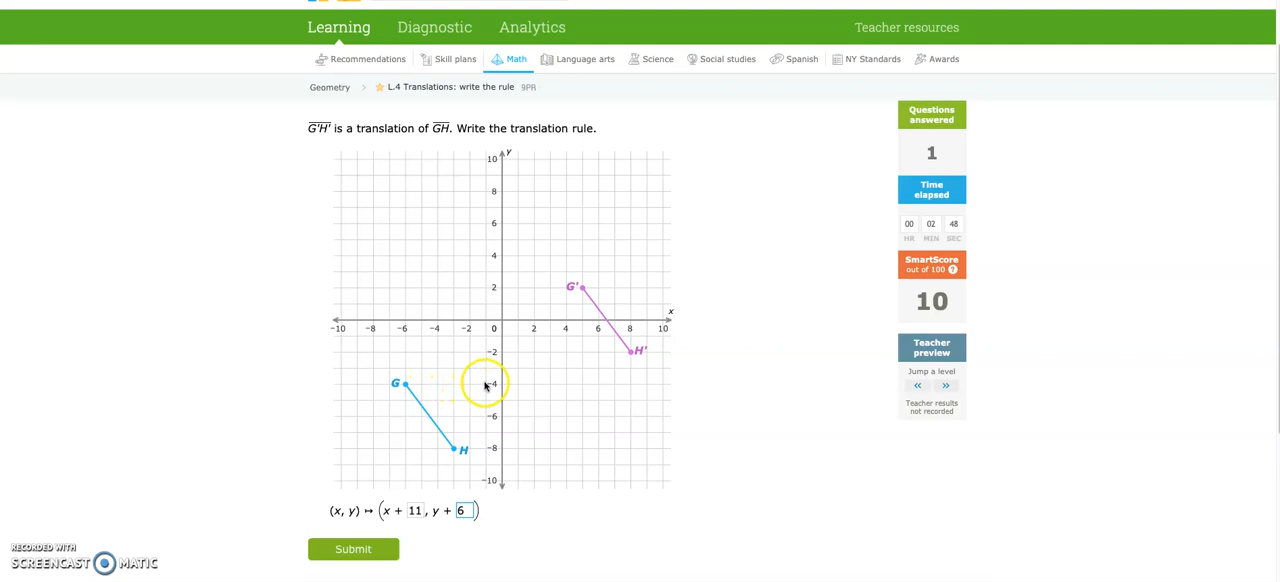 Learning Diagnostic Analytics Teacher resources
Recommendations Skill plans Math Language arts Science Social studies Spanish NY Standards Awards
Geometry > L.4 Translations: write the rule 9PR
G'H' is a translation of GH. Write the translation rule.
Questions answered
1
Time elapsed
00 02 48
HR MIN SEC
SmartScore
out of 100 ?
10
Teacher preview
Jump a level
« »
Teacher results not recorded
y
10
8
6
4
2
G'
x
-10 -8 -6 -4 -2 0 2 4 6 8 10
-2
H'
G
-4
-6
-8
H
-10
(x, y) ↦ (x + 11, y + 6)
Submit
RECORDED WITH
SCREENCAST MATIC